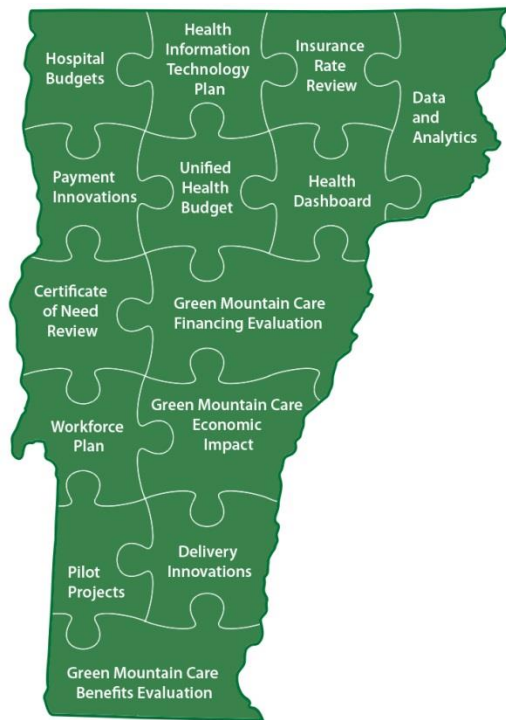 Hospital
Budgets
Health
Information
Technology
Plan
Insurance
Rate
Review
Data
and
Analytics
Payment
Innovations
Unified
Health
Budget
Health
Dashboard
Certificate
of Need
Review
Green Mountain Care
Financing Evaluation
Workforce
Plan
Green Mountain Care
Economic
Impact
Pilot
Projects
Delivery
Innovations
Green Mountain Care
Benefits Evaluation